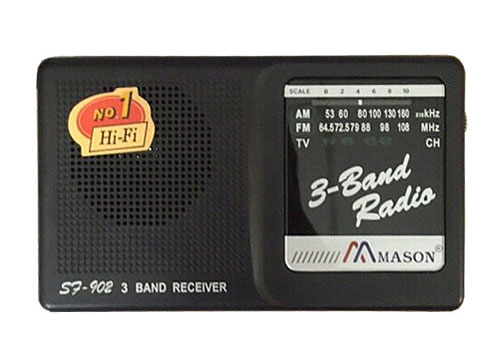 NO.1
Hi-Fi
SCALE 0 2 4 6 8 10
AM 53 60 80 100 130 160 x10kHz
FM 64.5 72.5 79 88 98 108 MHz
TV CH
3-Band
Radio
MASON®
SF-902 3 BAND RECEIVER